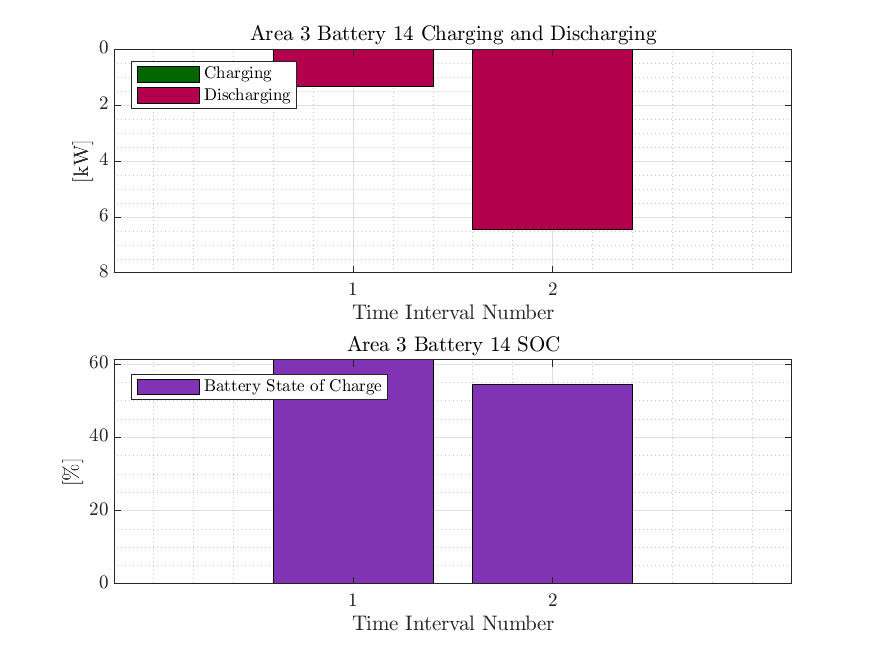 Area 3 Battery 14 Charging and Discharging
0
Charging
Discharging
2
[kW]
4
6
8
1 2
Time Interval Number
Area 3 Battery 14 SOC
60
Battery State of Charge
40
[%]
20
0
1 2
Time Interval Number